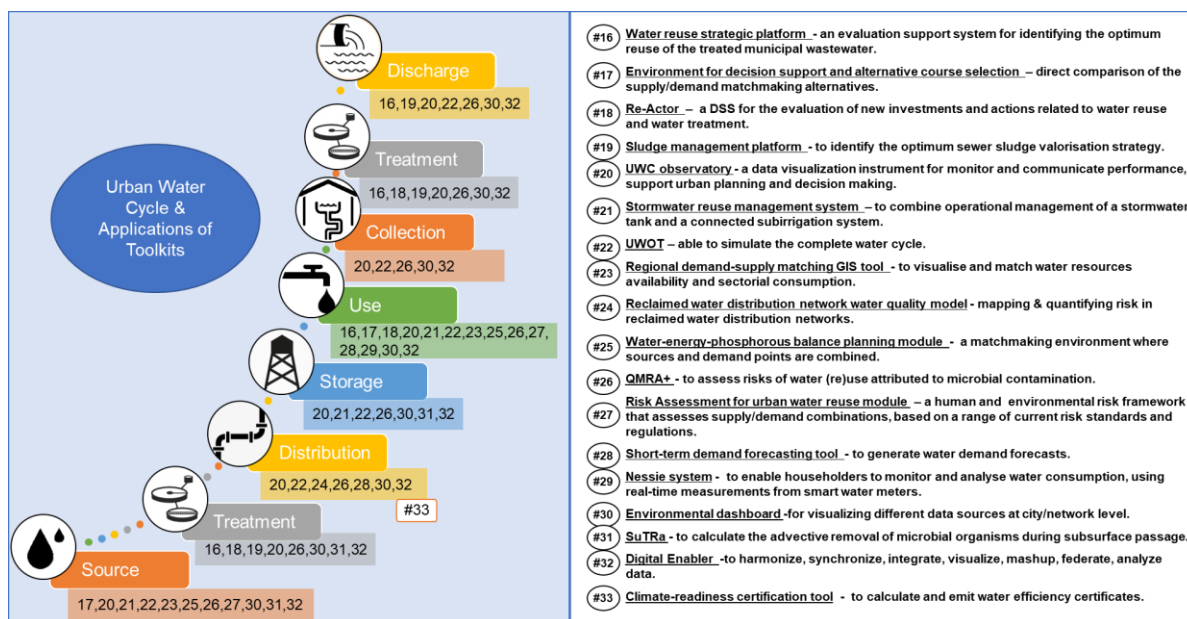 Urban Water
Cycle &
Applications of
Toolkits
Discharge
16,19,20,22,26,30,32
Treatment
16,18,19,20,26,30,32
Collection
20,22,26,30,32
Use
16,17,18,20,21,22,23,25,26,27,
28,29,30,32
Storage
20,21,22,26,30,31,32
Distribution
20,22,24,26,28,30,32
#33
Treatment
16,18,19,20,26,30,31,32
Source
17,20,21,22,23,25,26,27,30,31,32
#16 Water reuse strategic platform - an evaluation support system for identifying the optimum
reuse of the treated municipal wastewater.
#17 Environment for decision support and alternative course selection – direct comparison of the
supply/demand matchmaking alternatives.
#18 Re-Actor – a DSS for the evaluation of new investments and actions related to water reuse
and water treatment.
#19 Sludge management platform - to identify the optimum sewer sludge valorisation strategy.
#20 UWC observatory - a data visualization instrument for monitor and communicate performance,
support urban planning and decision making.
#21 Stormwater reuse management system – to combine operational management of a stormwater
tank and a connected subirrigation system.
#22 UWOT – able to simulate the complete water cycle.
#23 Regional demand-supply matching GIS tool - to visualise and match water resources
availability and sectorial consumption.
#24 Reclaimed water distribution network water quality model - mapping & quantifying risk in
reclaimed water distribution networks.
#25 Water-energy-phosphorous balance planning module - a matchmaking environment where
sources and demand points are combined.
#26 QMRA+ - to assess risks of water (re)use attributed to microbial contamination.
#27 Risk Assessment for urban water reuse module – a human and environmental risk framework
that assesses supply/demand combinations, based on a range of current risk standards and
regulations.
#28 Short-term demand forecasting tool - to generate water demand forecasts.
#29 Nessie system - to enable householders to monitor and analyse water consumption, using
real-time measurements from smart water meters.
#30 Environmental dashboard -for visualizing different data sources at city/network level.
#31 SuTRa - to calculate the advective removal of microbial organisms during subsurface passage.
#32 Digital Enabler -to harmonize, synchronize, integrate, visualize, mashup, federate, analyze
data.
#33 Climate-readiness certification tool - to calculate and emit water efficiency certificates.